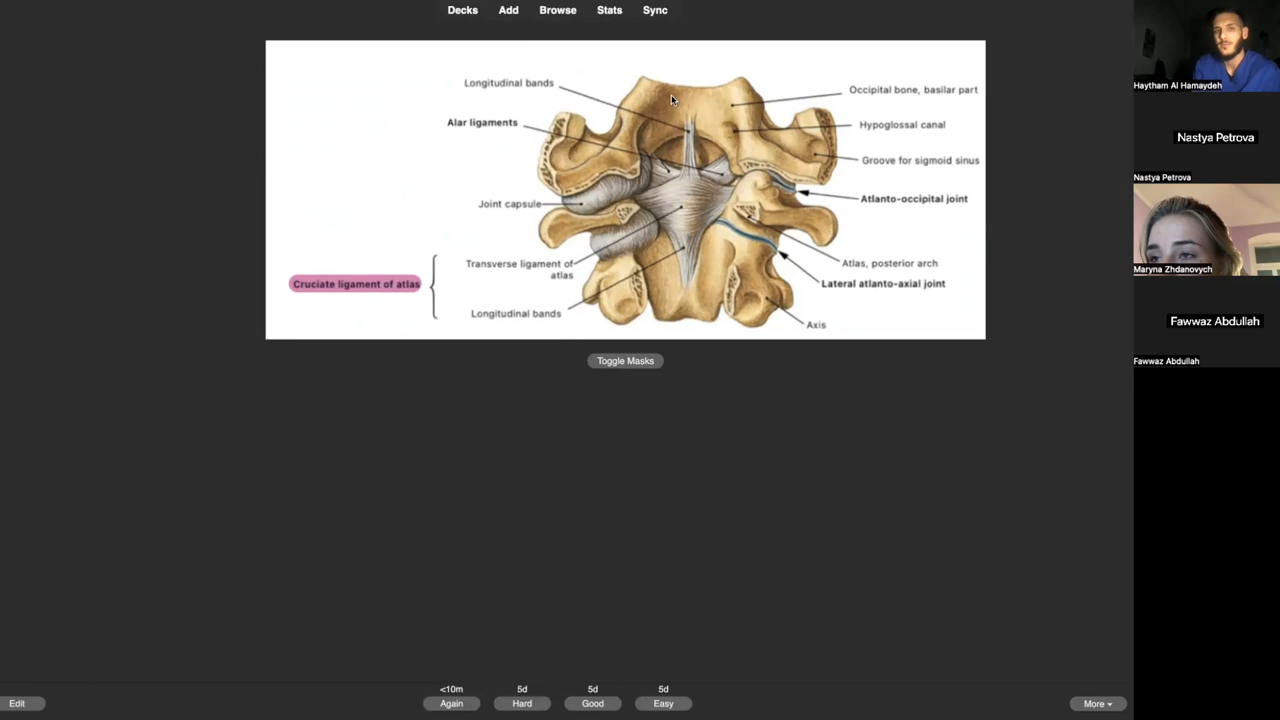 Decks Add Browse Stats Sync
Longitudinal bands
Alar ligaments
Joint capsule
Transverse ligament of
atlas
Cruciate ligament of atlas
Longitudinal bands
Occipital bone, basilar part
Hypoglossal canal
Groove for sigmoid sinus
Atlanto-occipital joint
Atlas, posterior arch
Lateral atlanto-axial joint
Axis
Toggle Masks
Edit
<10m 5d 5d 5d
Again Hard Good Easy
More
Haytham Al Hamaydeh
Nastya Petrova
Nastya Petrova
Maryna Zhdanovych
Fawwaz Abdullah
Fawwaz Abdullah